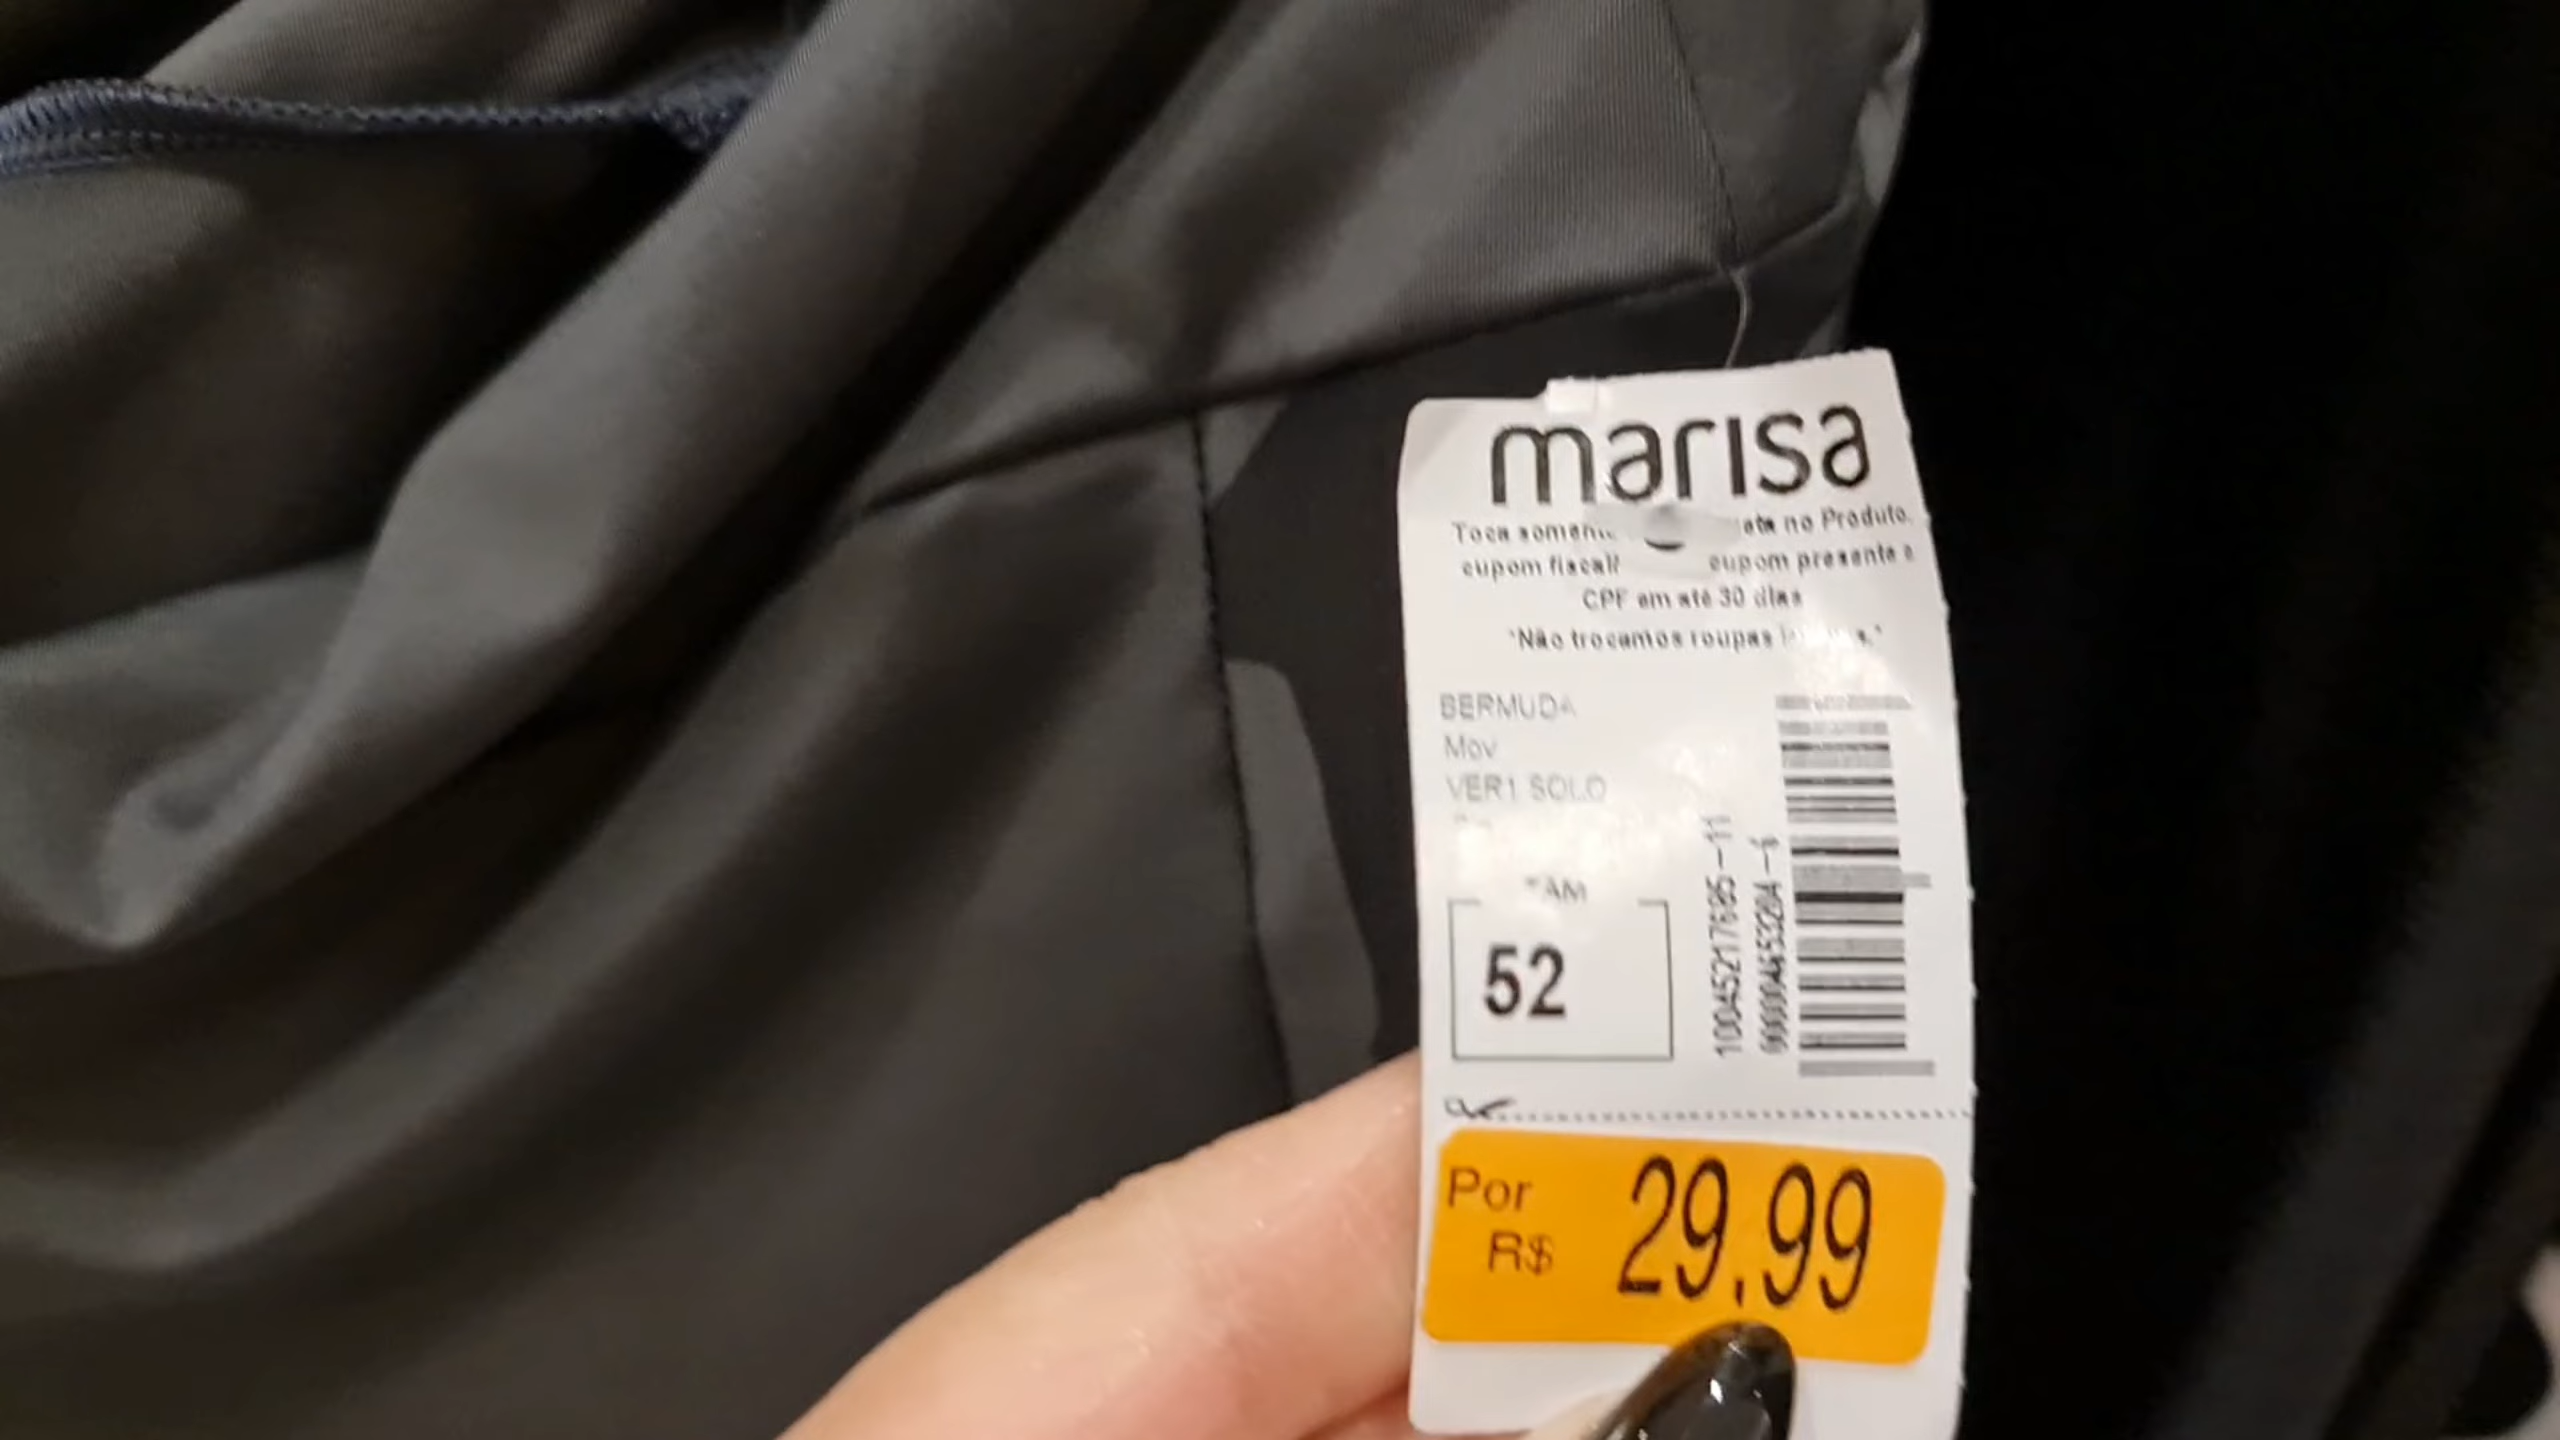 marisa
Toca no Produto,
cupom fiscal cupom presente e
CPF em até 30 dias
"Não trocamos roupas
BERMUDA
Mov
VER1 SOLO
TAM
52
Por
R$ 29.99